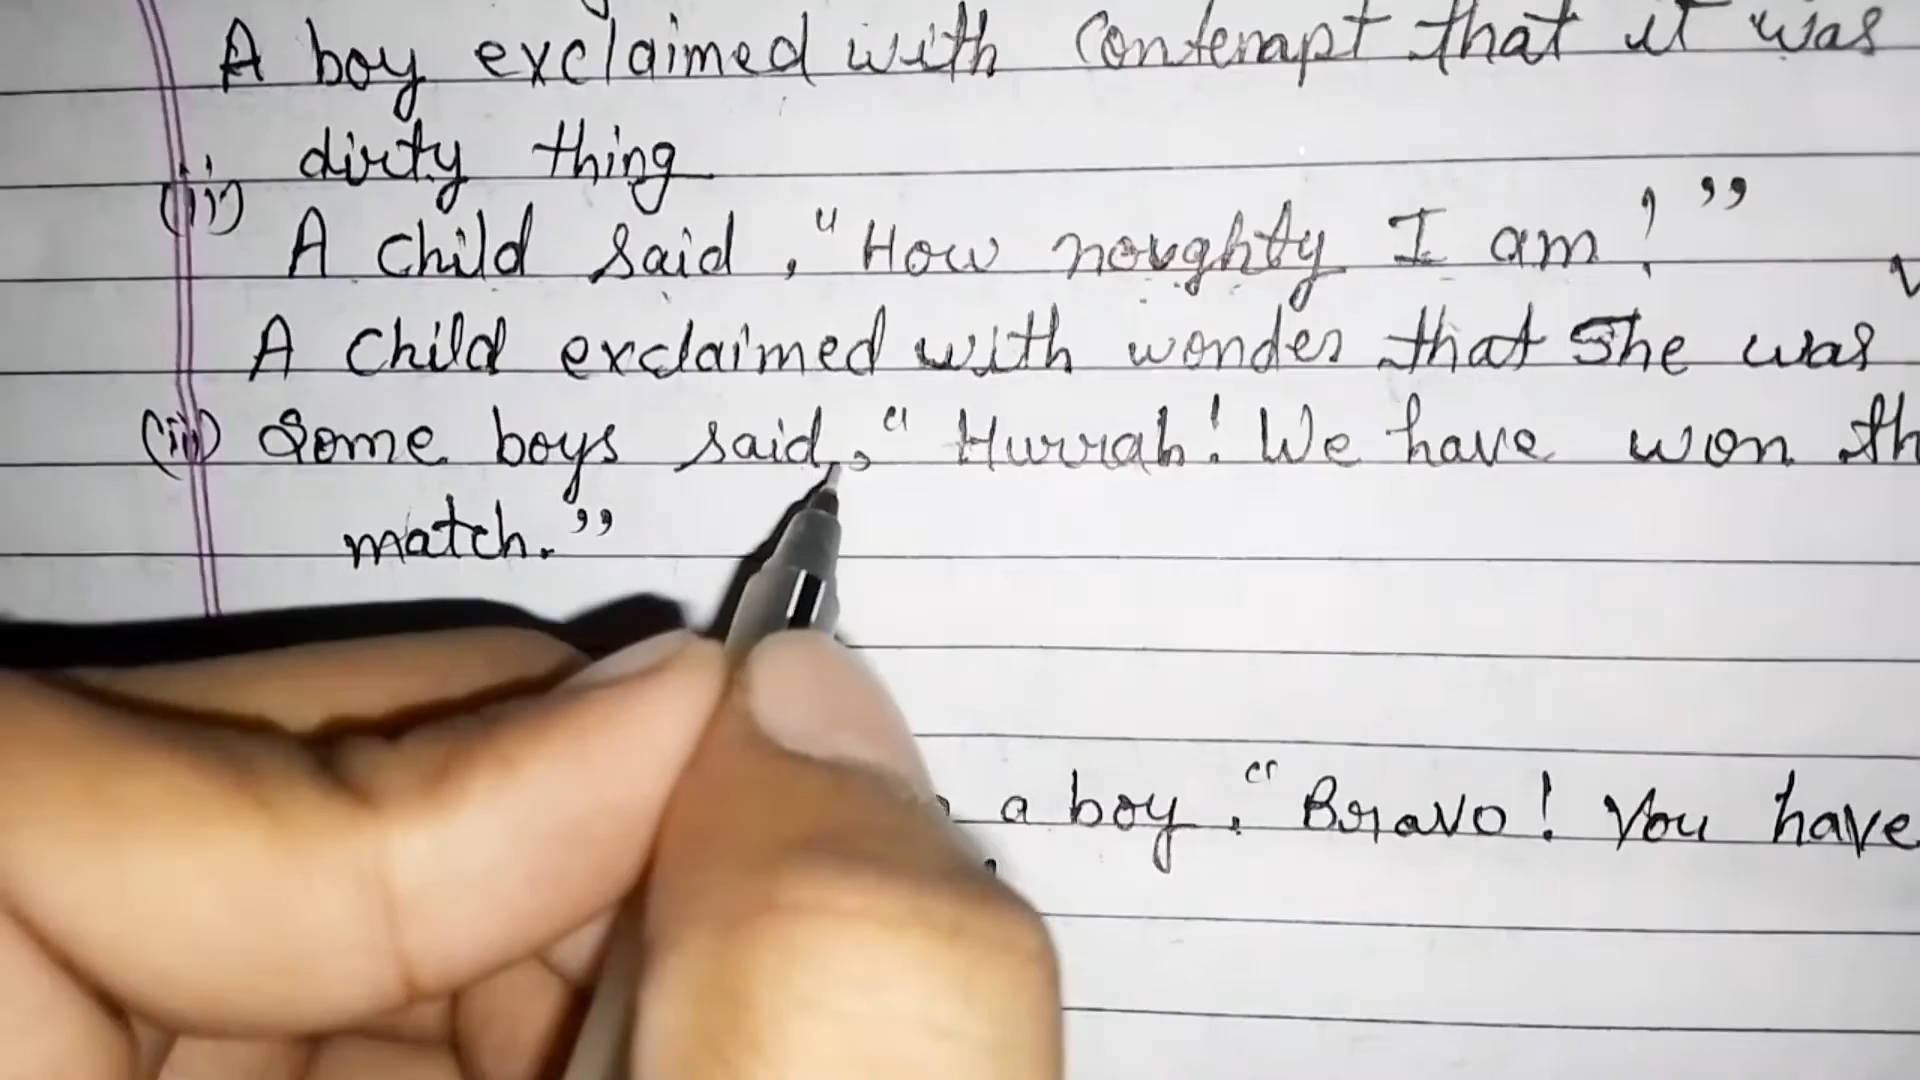 A boy exclaimed with contempt that it was
dirty thing
(ii)
A child said, "How noughty I am!"
A child exclaimed with wonder that She was
(iii) Some boys said, "Hurrah! We have won th
match."
a boy, "Bravo! You have